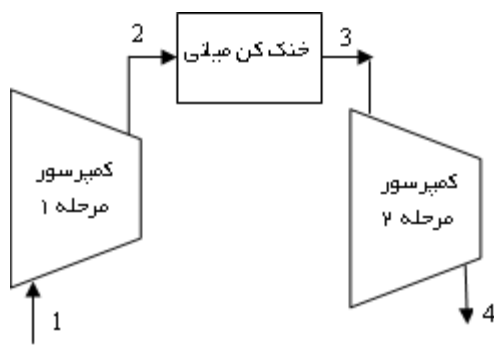 2
خنک کن میانی
3
کمپرسور
مرحله ۱
کمپرسور
مرحله ۲
1
4